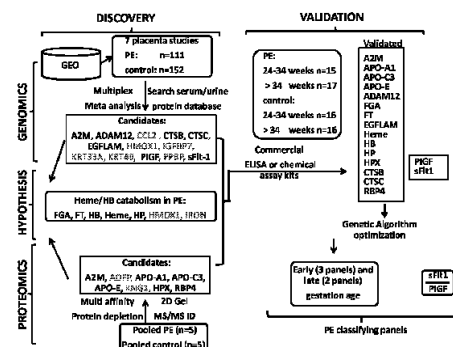 DISCOVERY
7 placenta studies
PE: n=111
control: n=152
GEO
Multiplex
Search serum/urine
Meta analysis
protein database
GENOMICS
Candidates:
A2M, ADAM12, CCL2, CTSB, CTSC,
EGFLAM, HMOX1, IGFBP7,
KRT33A, KRT6B, PlGF, PPBP, sFlt-1
HYPOTHESIS
Heme/HB catabolism in PE:
FGA, FT, HB, Heme, HP, HMOX1, IRON
PROTEOMICS
Candidates:
A2M, APO-A1, APO-C3,
APO-E, HPX, RBP4
Multi affinity
2D Gel
Protein depletion
MS/MS ID
Pooled PE (n=5)
Pooled control (n=5)
VALIDATION
PE:
24-34 weeks n=15
> 34 weeks n=17
control:
24-34 weeks n=16
> 34 weeks n=16
Commercial
ELISA or chemical
assay kits
Validated
A2M
APO-A1
APO-C3
APO-E
ADAM12
FGA
FT
EGFLAM
Heme
HB
HP
HPX
CTSB
CTSC
RBP4
PlGF
sFlt1
Genetic Algorithm
optimization
Early (3 panels) and
late (2 panels)
gestation age
sFlt1
PlGF
PE classifying panels